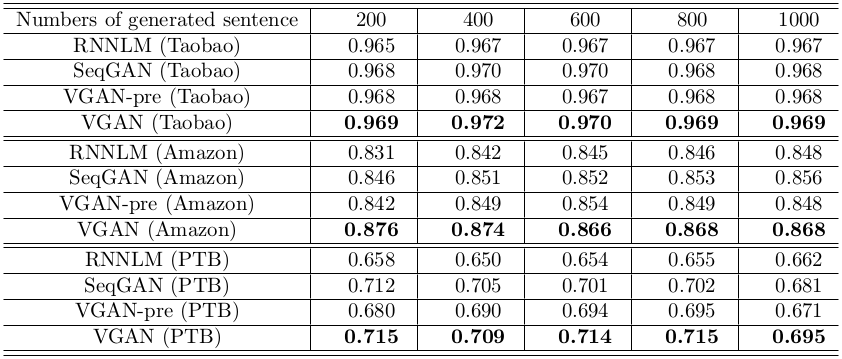 Numbers of generated sentence 200 400 600 800 1000
RNNLM (Taobao) 0.965 0.967 0.967 0.967 0.967
SeqGAN (Taobao) 0.968 0.970 0.970 0.968 0.968
VGAN-pre (Taobao) 0.968 0.968 0.967 0.968 0.968
VGAN (Taobao) 0.969 0.972 0.970 0.969 0.969
RNNLM (Amazon) 0.831 0.842 0.845 0.846 0.848
SeqGAN (Amazon) 0.846 0.851 0.852 0.853 0.856
VGAN-pre (Amazon) 0.842 0.849 0.854 0.849 0.848
VGAN (Amazon) 0.876 0.874 0.866 0.868 0.868
RNNLM (PTB) 0.658 0.650 0.654 0.655 0.662
SeqGAN (PTB) 0.712 0.705 0.701 0.702 0.681
VGAN-pre (PTB) 0.680 0.690 0.694 0.695 0.671
VGAN (PTB) 0.715 0.709 0.714 0.715 0.695